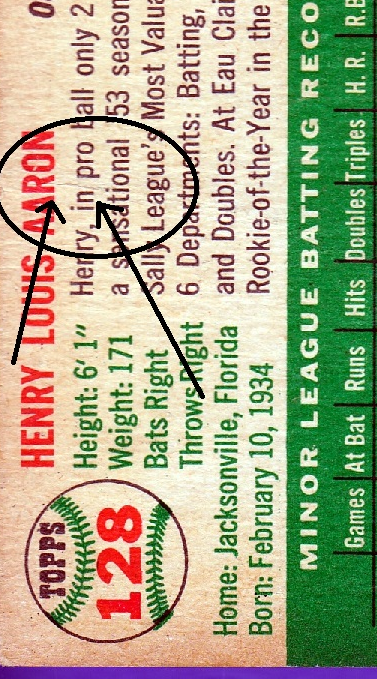 TOPPS
128
HENRY LOUIS AARON
Height: 6' 1"
Weight: 171
Bats Right
Throws Right
Home: Jacksonville, Florida
Born: February 10, 1934
Henry, in pro ball only 2
a sensational '53 season
Sally League's Most Valua
6 Departments: Batting,
and Doubles. At Eau Clai
Rookie-of-the-Year in the
MINOR LEAGUE BATTING RECO
Games At Bat Runs Hits Doubles Triples H. R. R.B